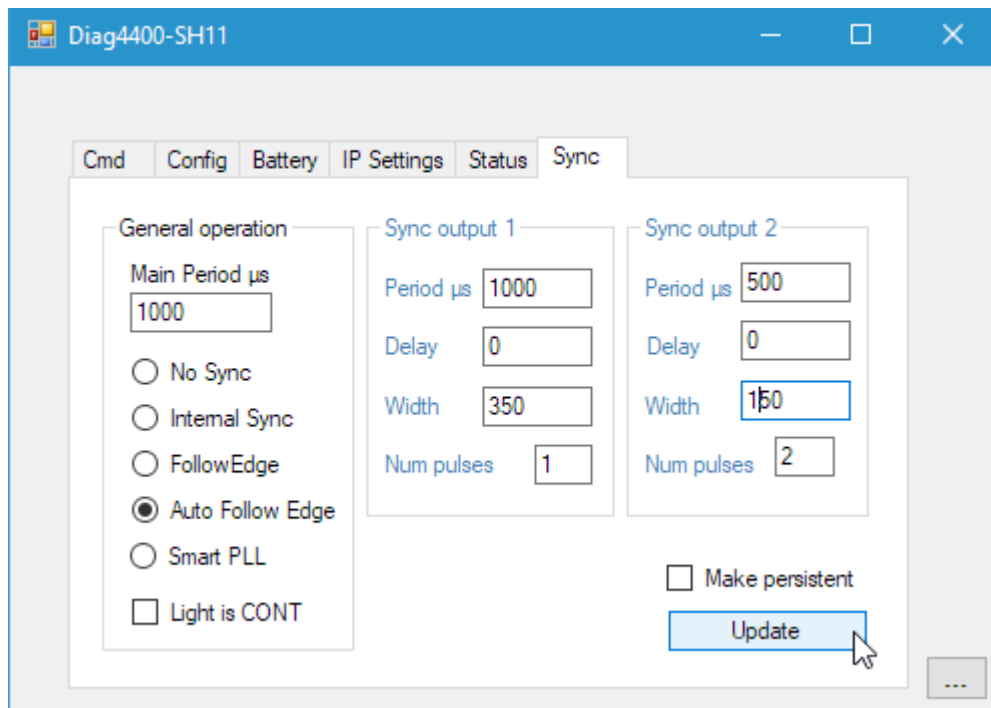 Diag4400-SH11
Cmd Config Battery IP Settings Status Sync
General operation
Main Period µs
1000
No Sync
Internal Sync
FollowEdge
Auto Follow Edge
Smart PLL
Light is CONT
Sync output 1
Period µs 1000
Delay 0
Width 350
Num pulses 1
Sync output 2
Period µs 500
Delay 0
Width 150
Num pulses 2
Make persistent
Update
...